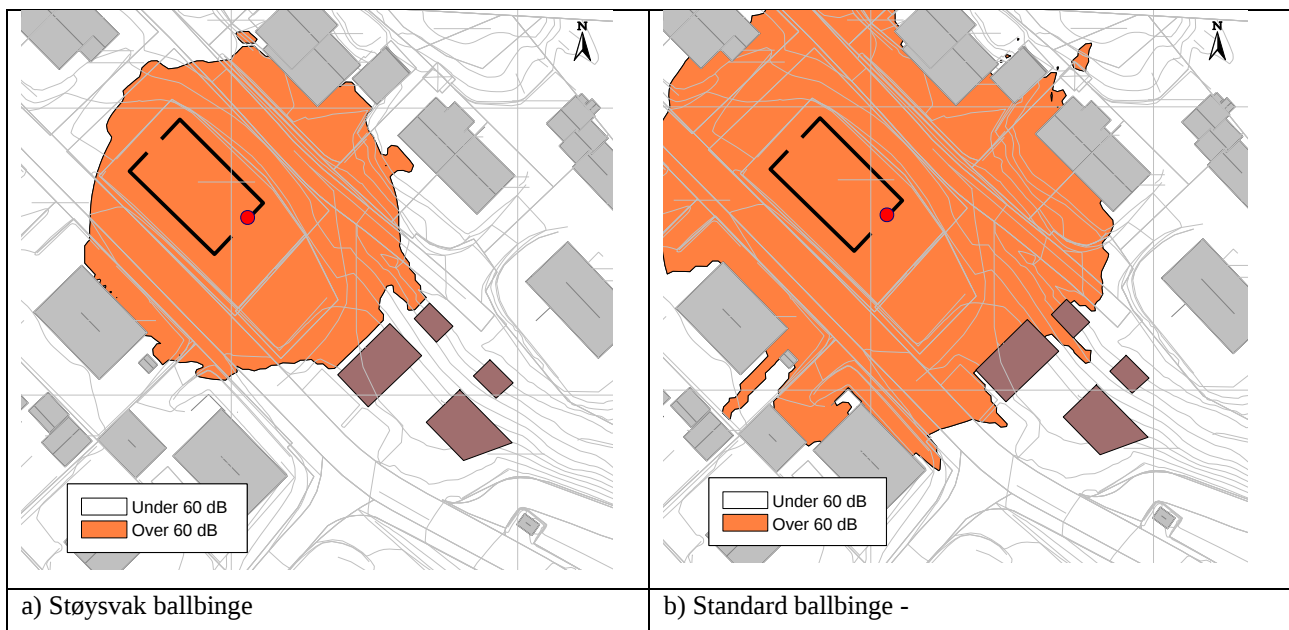 N
Under 60 dB
Over 60 dB
a) Støysvak ballbinge
N
Under 60 dB
Over 60 dB
b) Standard ballbinge -